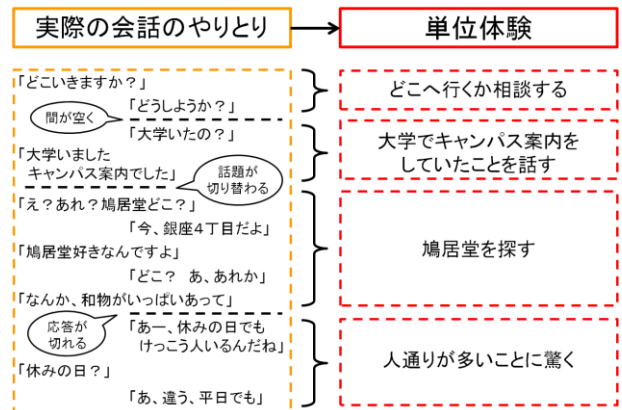 実際の会話のやりとり
単位体験
「どこいきますか？」
「どうしようか？」
間が空く
「大学いたの？」
「大学いました
キャンパス案内でした」
話題が
切り替わる
「え？あれ？鳩居堂どこ？」
「今、銀座４丁目だよ」
「鳩居堂好きなんですよ」
「どこ？　あ、あれか」
「なんか、和物がいっぱいあって」
応答が
切れる
「あー、休みの日でも
けっこう人いるんだね」
「休みの日？」
「あ、違う、平日でも」
どこへ行くか相談する
大学でキャンパス案内を
していたことを話す
鳩居堂を探す
人通りが多いことに驚く